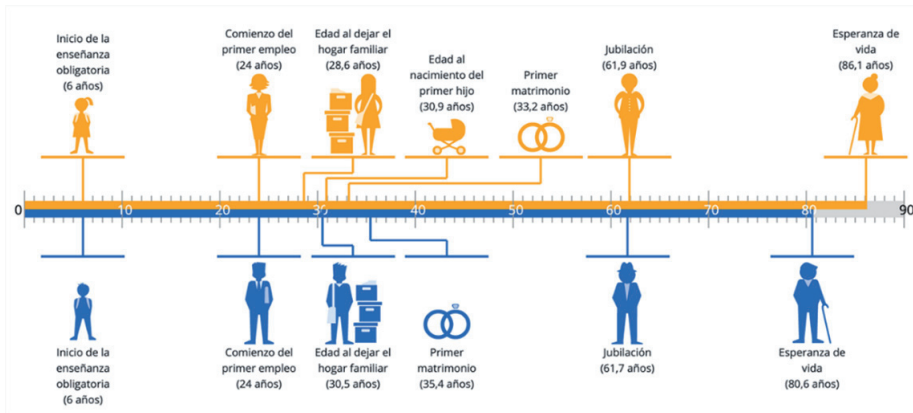 Inicio de la
enseñanza
obligatoria
(6 años)
Comienzo del
primer empleo
(24 años)
Edad al dejar el
hogar familiar
(28,6 años)
Edad al
nacimiento del
primer hijo
(30,9 años)
Primer
matrimonio
(33,2 años)
Jubilación
(61,9 años)
Esperanza de
vida
(86,1 años)
0 10 20 30 40 50 60 70 80 90
Inicio de la
enseñanza
obligatoria
(6 años)
Comienzo del
primer empleo
(24 años)
Edad al dejar el
hogar familiar
(30,5 años)
Primer
matrimonio
(35,4 años)
Jubilación
(61,7 años)
Esperanza de
vida
(80,6 años)